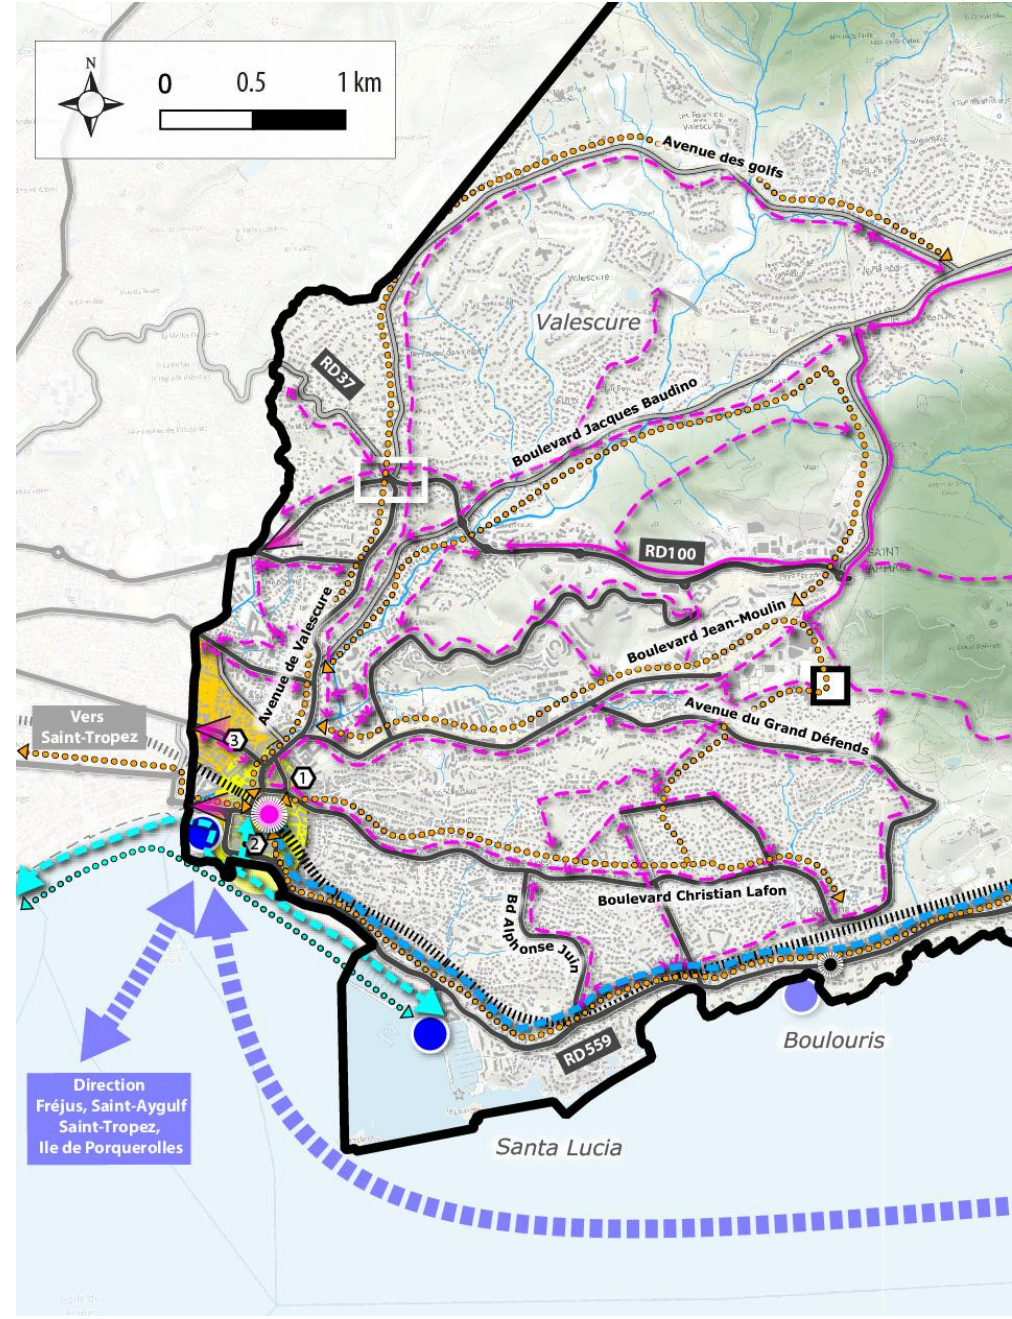 N
0 0.5 1 km
Avenue des golfs
Valescure
RD37
Boulevard Jacques Baudino
RD100
SAINT
Avenue de Valescure
Boulevard Jean-Moulin
Avenue du Grand Défends
Vers
Saint-Tropez
3
1
2
Boulevard Christian Lafon
Bd Alphonse Juin
RD559
Boulouris
Direction
Fréjus, Saint-Aygulf
Saint-Tropez,
Ile de Porquerolles
Santa Lucia